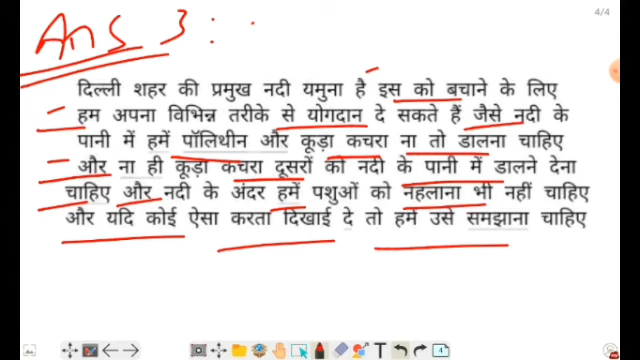 4/4
Ans 3:
दिल्ली शहर की प्रमुख नदी यमुना है इस को बचाने के लिए
हम अपना विभिन्न तरीके से योगदान दे सकते हैं जैसे नदी के
पानी में हमें पॉलिथीन और कूड़ा कचरा ना तो डालना चाहिए
और ना ही कूड़ा कचरा दूसरों को नदी के पानी में डालने देना
चाहिए और नदी के अंदर हमें पशुओं को नहलाना भी नहीं चाहिए
और यदि कोई ऐसा करता दिखाई दे तो हमें उसे समझाना चाहिए